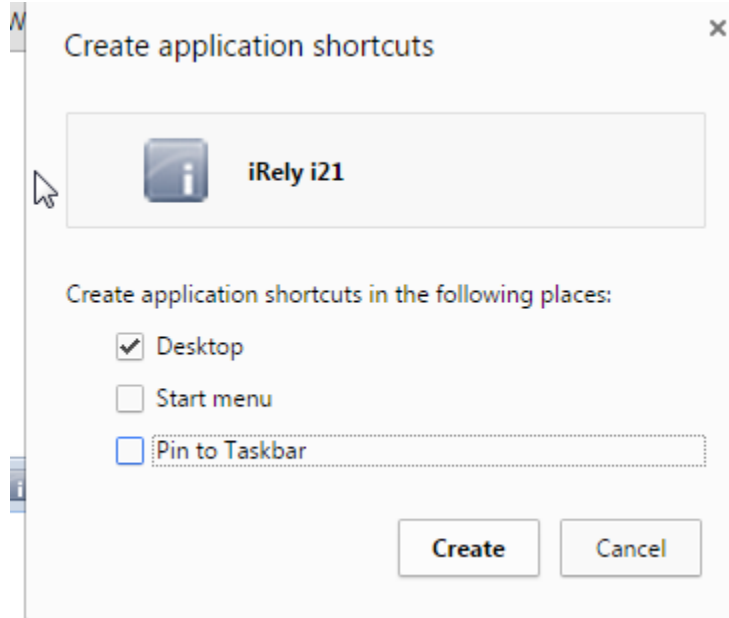 Create application shortcuts
iRely i21
Create application shortcuts in the following places:
Desktop
Start menu
Pin to Taskbar
Create Cancel